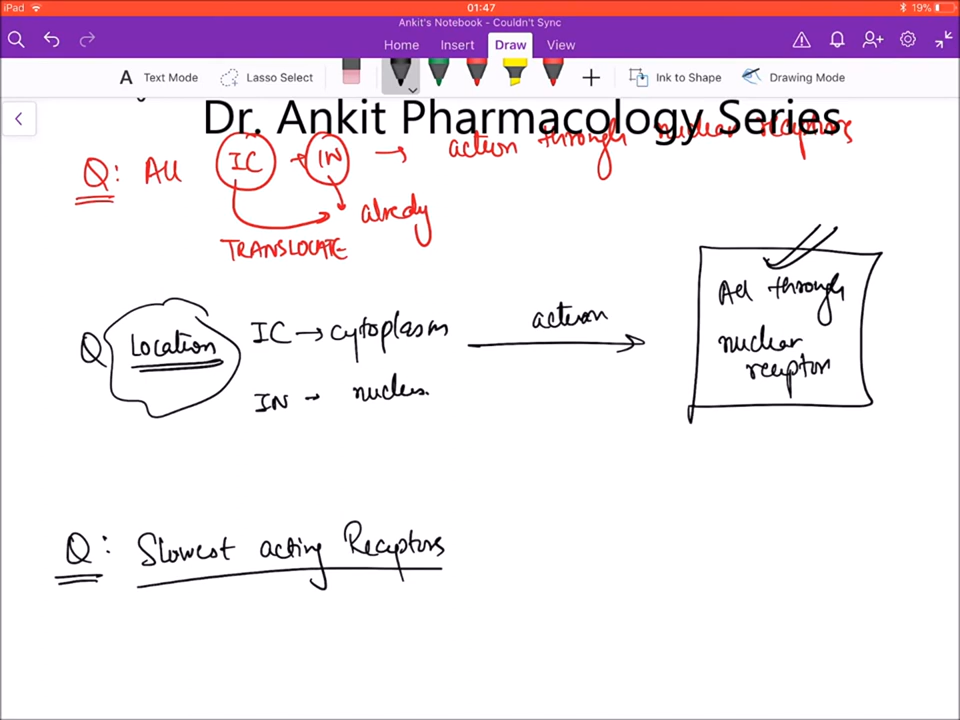 iPad 01:47 19%
Ankit's Notebook - Couldn't Sync
Home Insert Draw View
Text Mode Lasso Select Ink to Shape Drawing Mode
Dr. Ankit Pharmacology Series
Q: All IC + IN → action through nuclear receptors
already
TRANSLOCATE
Q Location IC → cytoplasm action
IN → nucleus.
All through
nuclear
receptor
Q: Slowest acting Receptors